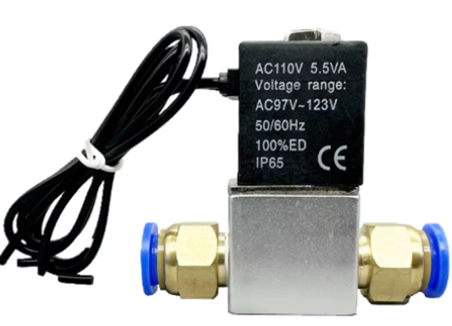 AC110V 5.5VA
Voltage range:
AC97V~123V
50/60Hz
100%ED
IP65 CE